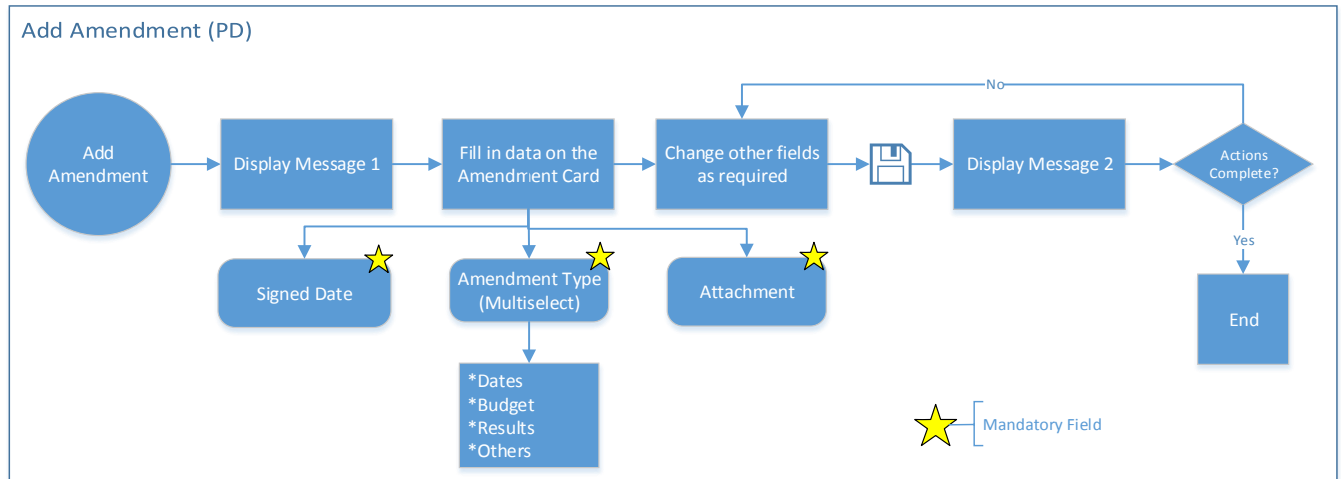 Add Amendment (PD)
No
Add
Amendment
Display Message 1
Fill in data on the
Amendment Card
Change other fields
as required
Display Message 2
Actions
Complete?
Yes
Signed Date
Amendment Type
(Multiselect)
Attachment
End
*Dates
*Budget
*Results
*Others
Mandatory Field